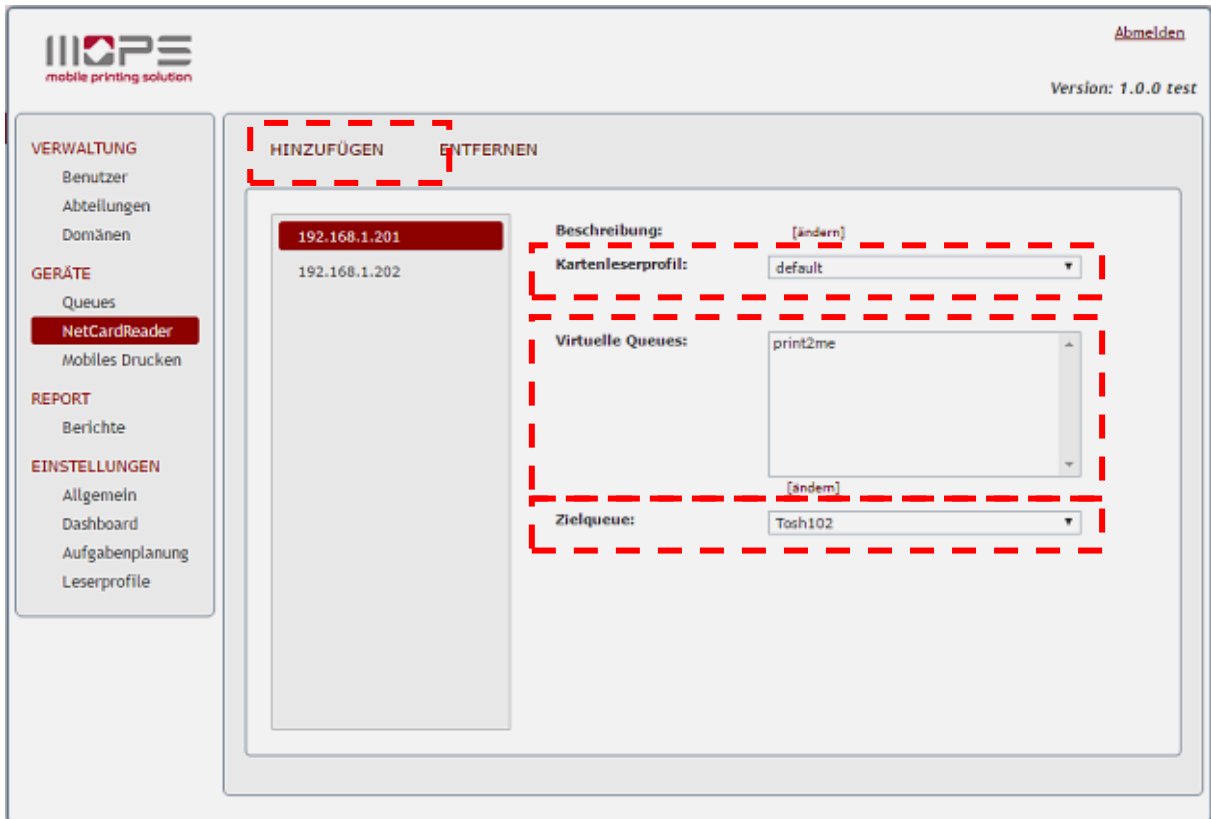 Abmelden
MOPS
mobile printing solution
Version: 1.0.0 test
VERWALTUNG
Benutzer
Abteilungen
Domänen
GERÄTE
Queues
NetCardReader
Mobiles Drucken
REPORT
Berichte
EINSTELLUNGEN
Allgemein
Dashboard
Aufgabenplanung
Leserprofile
HINZUFÜGEN ENTFERNEN
192.168.1.201
192.168.1.202
Beschreibung: [ändern]
Kartenleserprofil: default
Virtuelle Queues: print2me
[ändern]
Zielqueue: Tosh102